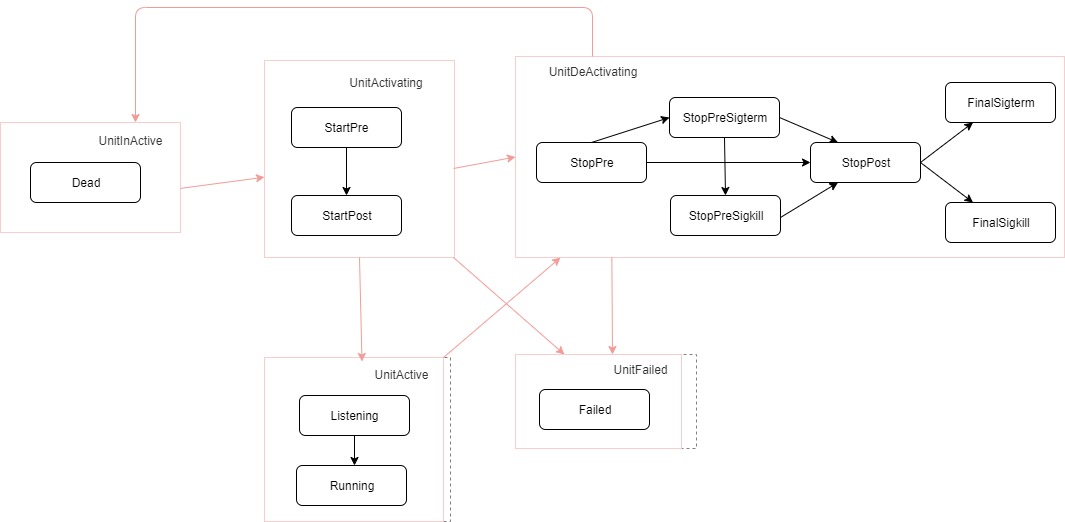 UnitInActive
Dead
UnitActivating
StartPre
StartPost
UnitDeActivating
StopPre
StopPreSigterm
StopPreSigkill
StopPost
FinalSigterm
FinalSigkill
UnitActive
Listening
Running
UnitFailed
Failed